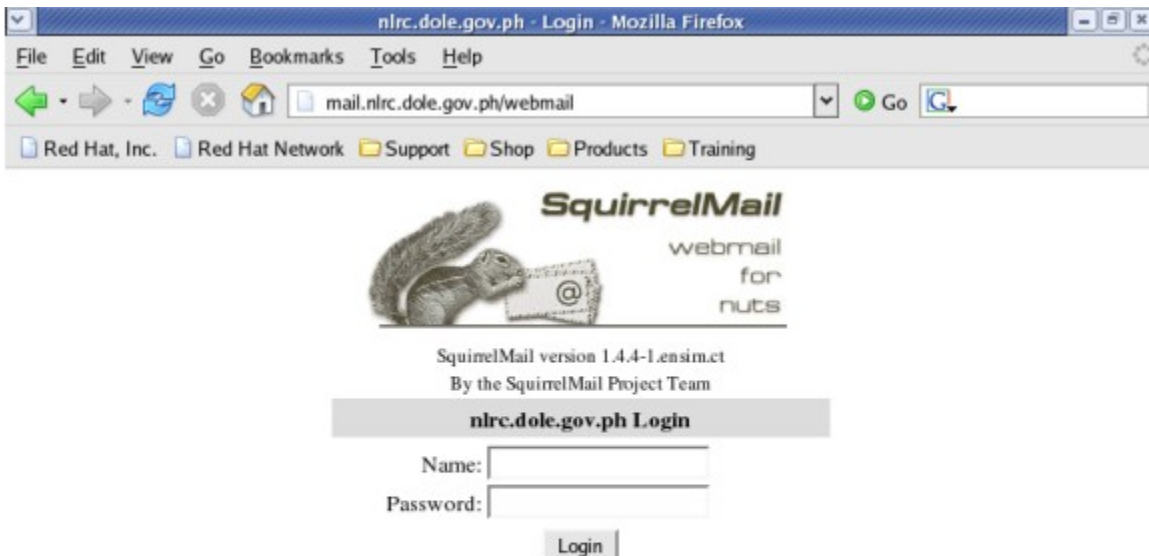 nlrc.dole.gov.ph - Login - Mozilla Firefox
File Edit View Go Bookmarks Tools Help
mail.nlrc.dole.gov.ph/webmail Go G
Red Hat, Inc. Red Hat Network Support Shop Products Training
SquirrelMail
webmail
for
nuts
@
SquirrelMail version 1.4.4-1.ensim.ct
By the SquirrelMail Project Team
nlrc.dole.gov.ph Login
Name:
Password:
Login